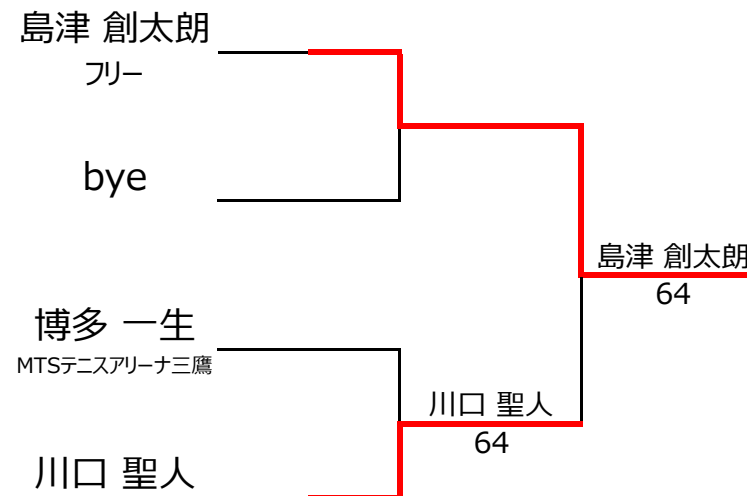 島津 創太朗
フリー
bye
島津 創太朗
64
博多 一生
MTSテニスアリーナ三鷹
川口 聖人
64
川口 聖人